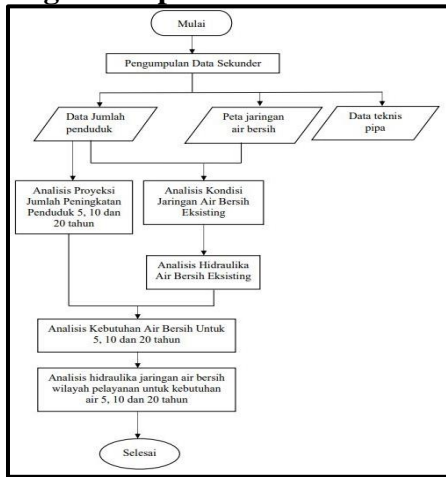 Mulai
Pengumpulan Data Sekunder
Data Jumlah
penduduk
Peta jaringan
air bersih
Data teknis
pipa
Analisis Proyeksi
Jumlah Peningkatan
Penduduk 5, 10 dan
20 tahun
Analisis Kondisi
Jaringan Air Bersih
Eksisting
Analisis Hidraulika
Air Bersih Eksisting
Analisis Kebutuhan Air Bersih Untuk
5, 10 dan 20 tahun
Analisis hidraulika jaringan air bersih
wilayah pelayanan untuk kebutuhan
air 5, 10 dan 20 tahun
Selesai